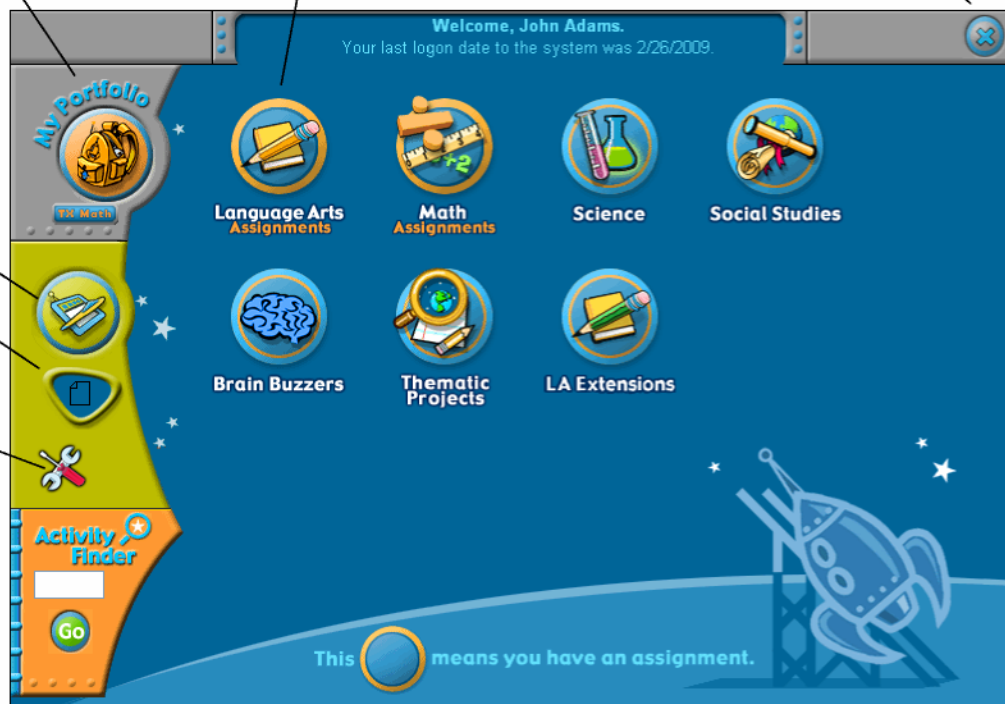 Welcome, John Adams.
Your last logon date to the system was 2/26/2009.
My Portfolio
TX Math
Language Arts
Assignments
Math
Assignments
1+2
Science
Social Studies
Brain Buzzers
Thematic
Projects
LA Extensions
Activity
Finder
Go
This means you have an assignment.